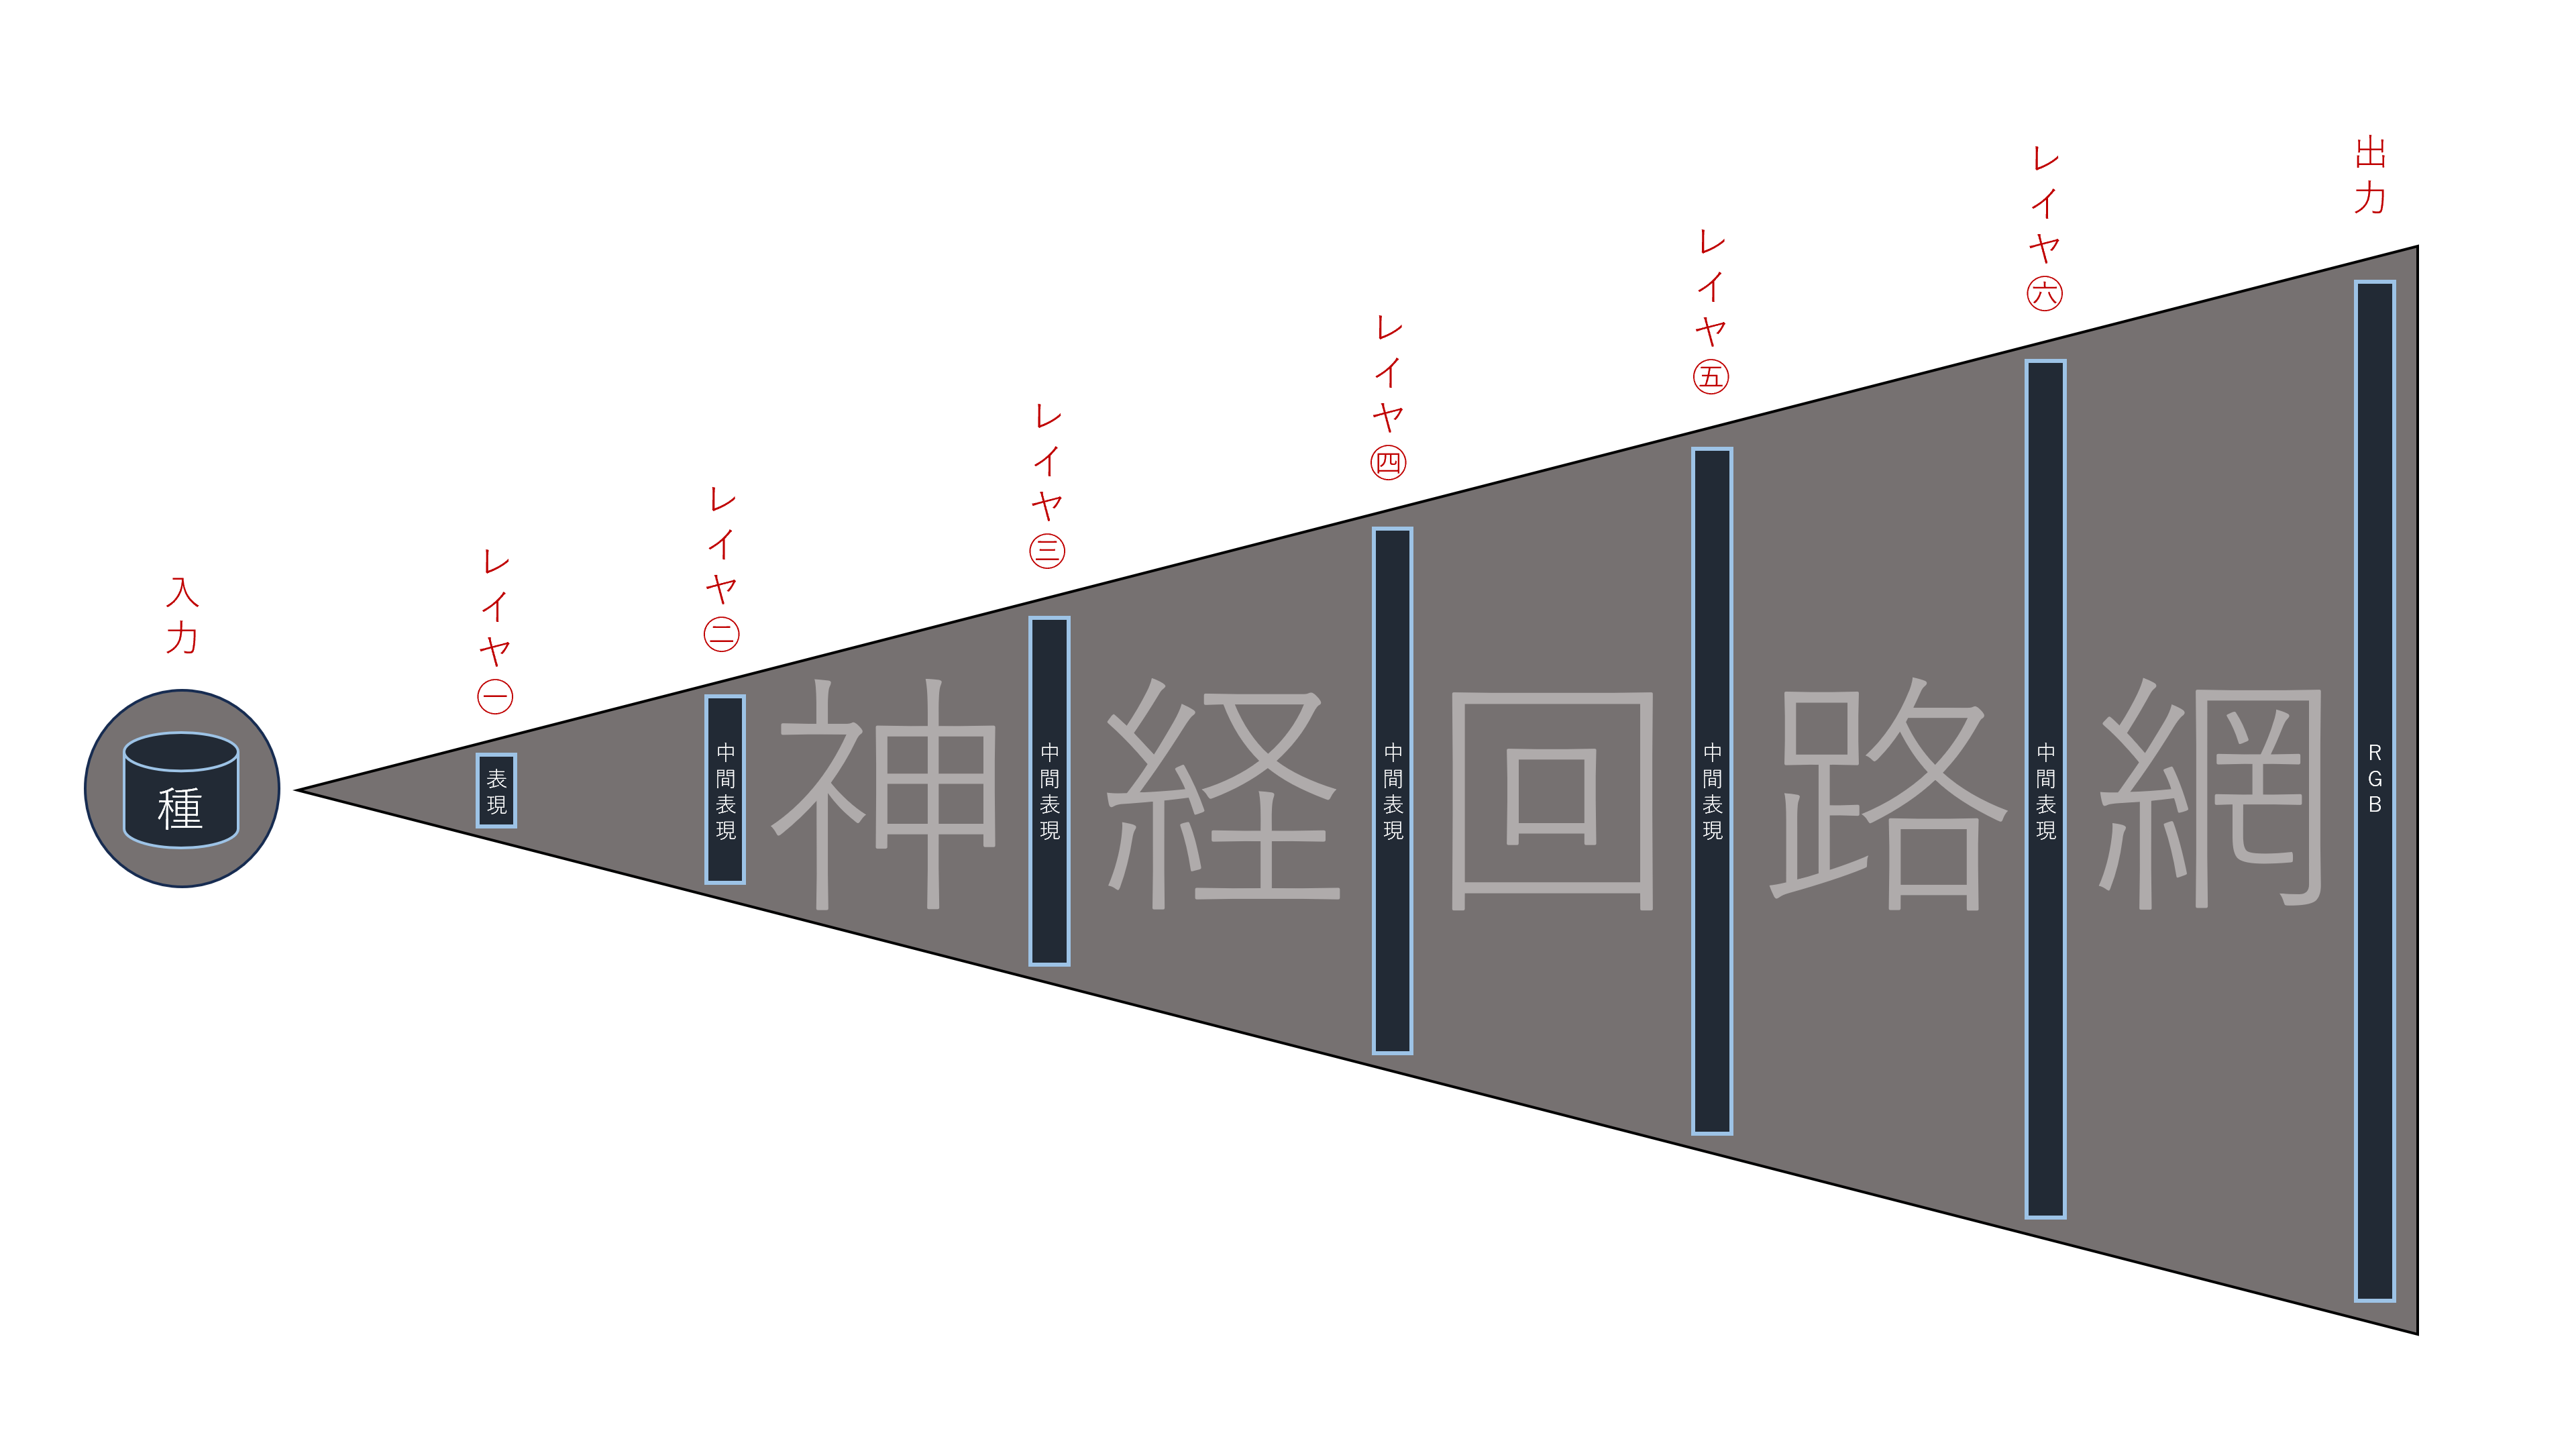 入力
種
レイヤ㊀
表現
レイヤ㊁
中間表現
神
レイヤ㊂
中間表現
経
レイヤ㊃
中間表現
回
レイヤ㊄
中間表現
路
レイヤ㊅
中間表現
網
出力
RGB